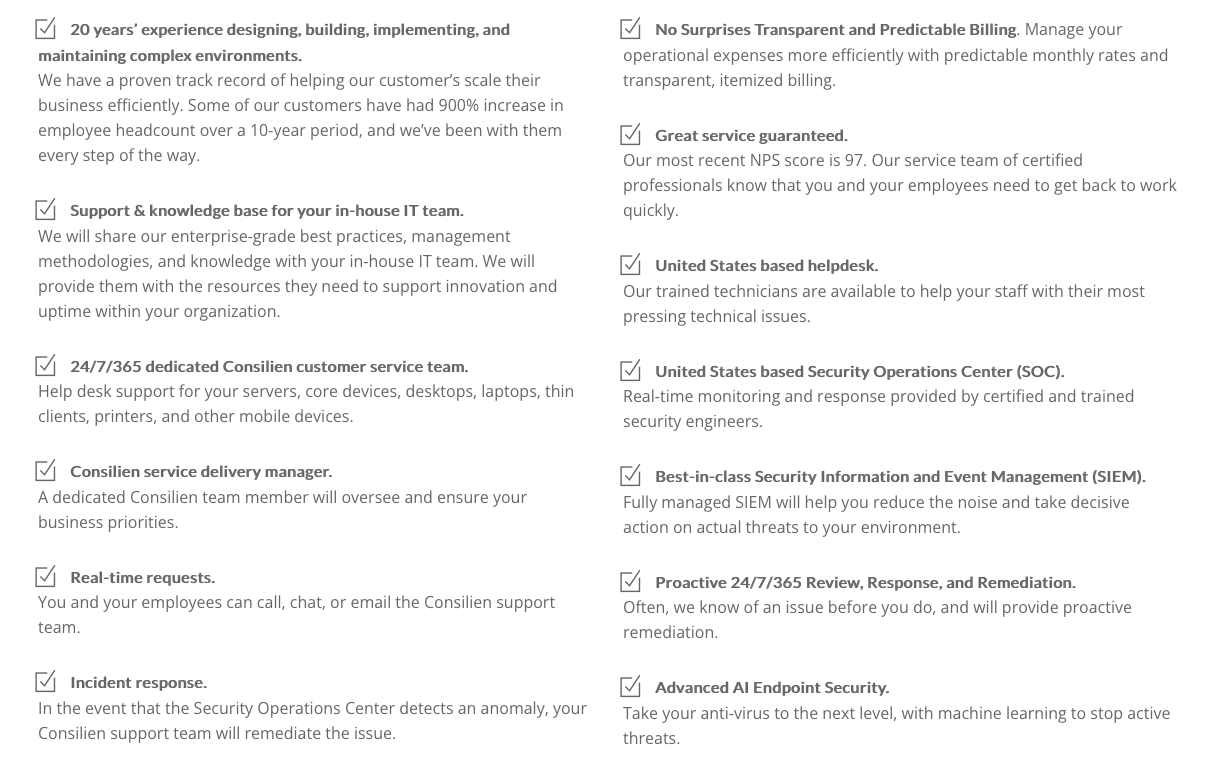 20 years’ experience designing, building, implementing, and
maintaining complex environments.
We have a proven track record of helping our customer’s scale their
business efficiently. Some of our customers have had 900% increase in
employee headcount over a 10-year period, and we’ve been with them
every step of the way.
Support & knowledge base for your in-house IT team.
We will share our enterprise-grade best practices, management
methodologies, and knowledge with your in-house IT team. We will
provide them with the resources they need to support innovation and
uptime within your organization.
24/7/365 dedicated Consilien customer service team.
Help desk support for your servers, core devices, desktops, laptops, thin
clients, printers, and other mobile devices.
Consilien service delivery manager.
A dedicated Consilien team member will oversee and ensure your
business priorities.
Real-time requests.
You and your employees can call, chat, or email the Consilien support
team.
Incident response.
In the event that the Security Operations Center detects an anomaly, your
Consilien support team will remediate the issue.
No Surprises Transparent and Predictable Billing. Manage your
operational expenses more efficiently with predictable monthly rates and
transparent, itemized billing.
Great service guaranteed.
Our most recent NPS score is 97. Our service team of certified
professionals know that you and your employees need to get back to work
quickly.
United States based helpdesk.
Our trained technicians are available to help your staff with their most
pressing technical issues.
United States based Security Operations Center (SOC).
Real-time monitoring and response provided by certified and trained
security engineers.
Best-in-class Security Information and Event Management (SIEM).
Fully managed SIEM will help you reduce the noise and take decisive
action on actual threats to your environment.
Proactive 24/7/365 Review, Response, and Remediation.
Often, we know of an issue before you do, and will provide proactive
remediation.
Advanced AI Endpoint Security.
Take your anti-virus to the next level, with machine learning to stop active
threats.